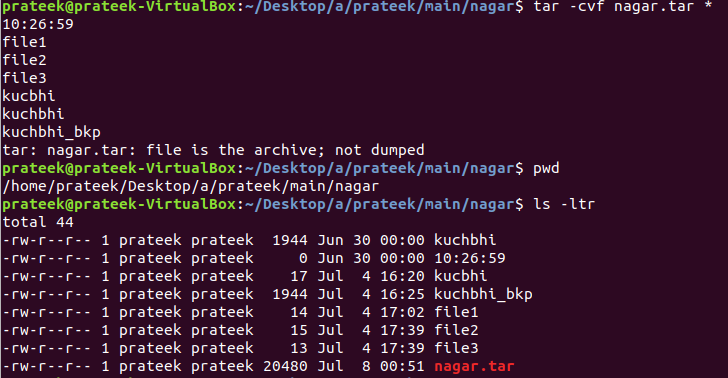 prateek@prateek-VirtualBox:~/Desktop/a/prateek/main/nagar$ tar -cvf nagar.tar *
10:26:59
file1
file2
file3
kucbhi
kuchbhi
kuchbhi_bkp
tar: nagar.tar: file is the archive; not dumped
prateek@prateek-VirtualBox:~/Desktop/a/prateek/main/nagar$ pwd
/home/prateek/Desktop/a/prateek/main/nagar
prateek@prateek-VirtualBox:~/Desktop/a/prateek/main/nagar$ ls -ltr
total 44
-rw-r--r-- 1 prateek prateek  1944 Jun 30 00:00 kuchbhi
-rw-r--r-- 1 prateek prateek     0 Jun 30 00:00 10:26:59
-rw-r--r-- 1 prateek prateek    17 Jul  4 16:20 kucbhi
-rw-r--r-- 1 prateek prateek  1944 Jul  4 16:25 kuchbhi_bkp
-rw-r--r-- 1 prateek prateek    14 Jul  4 17:02 file1
-rw-r--r-- 1 prateek prateek    15 Jul  4 17:39 file2
-rw-r--r-- 1 prateek prateek    13 Jul  4 17:39 file3
-rw-r--r-- 1 prateek prateek 20480 Jul  8 00:51 nagar.tar